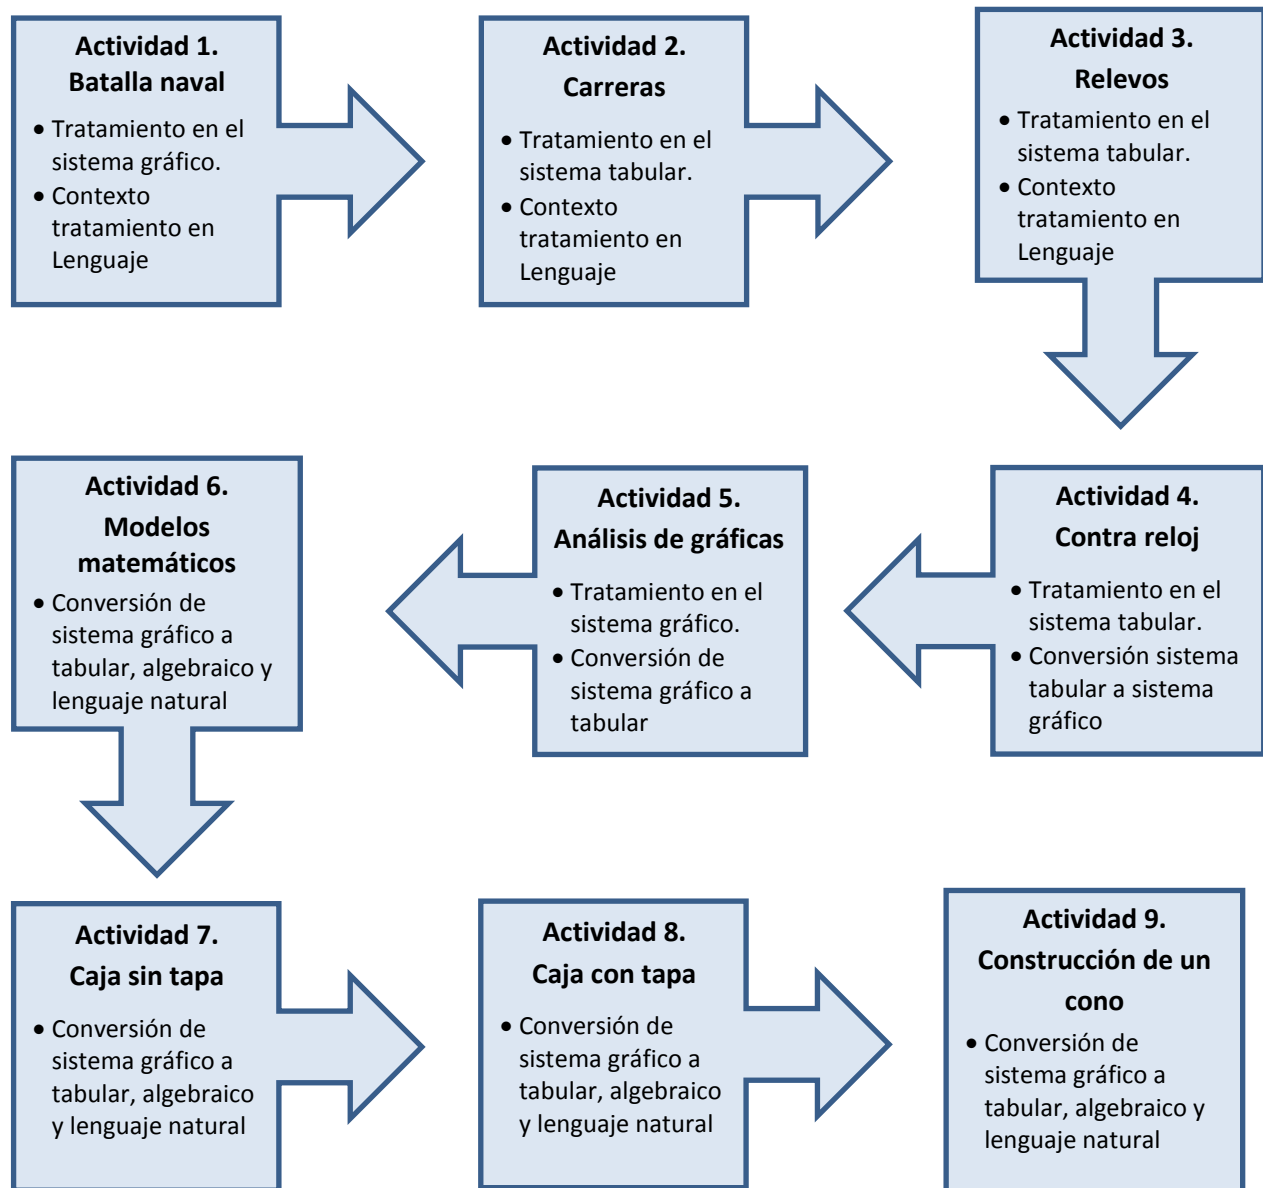 Actividad 1.
Batalla naval
• Tratamiento en el
sistema gráfico.
• Contexto
tratamiento en
Lenguaje
Actividad 2.
Carreras
• Tratamiento en el
sistema tabular.
• Contexto
tratamiento en
Lenguaje
Actividad 3.
Relevos
• Tratamiento en el
sistema tabular.
• Contexto
tratamiento en
Lenguaje
Actividad 4.
Contra reloj
• Tratamiento en el
sistema tabular.
• Conversión sistema
tabular a sistema
gráfico
Actividad 5.
Análisis de gráficas
• Tratamiento en el
sistema gráfico.
• Conversión de
sistema gráfico a
tabular
Actividad 6.
Modelos
matemáticos
• Conversión de
sistema gráfico a
tabular, algebraico y
lenguaje natural
Actividad 7.
Caja sin tapa
• Conversión de
sistema gráfico a
tabular, algebraico
y lenguaje natural
Actividad 8.
Caja con tapa
• Conversión de
sistema gráfico a
tabular, algebraico
y lenguaje natural
Actividad 9.
Construcción de un
cono
• Conversión de
sistema gráfico a
tabular, algebraico y
lenguaje natural